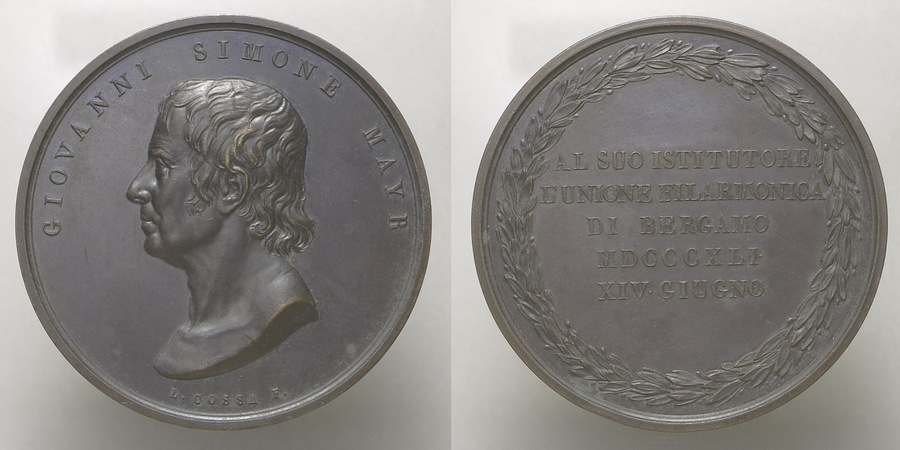 GIOVANNI SIMONE MAYR
L. COSSA F.
AL SUO ISTITUTORE
L'UNIONE FILARMONICA
DI BERGAMO
MDCCCXLI·
XIV·GIUGNO